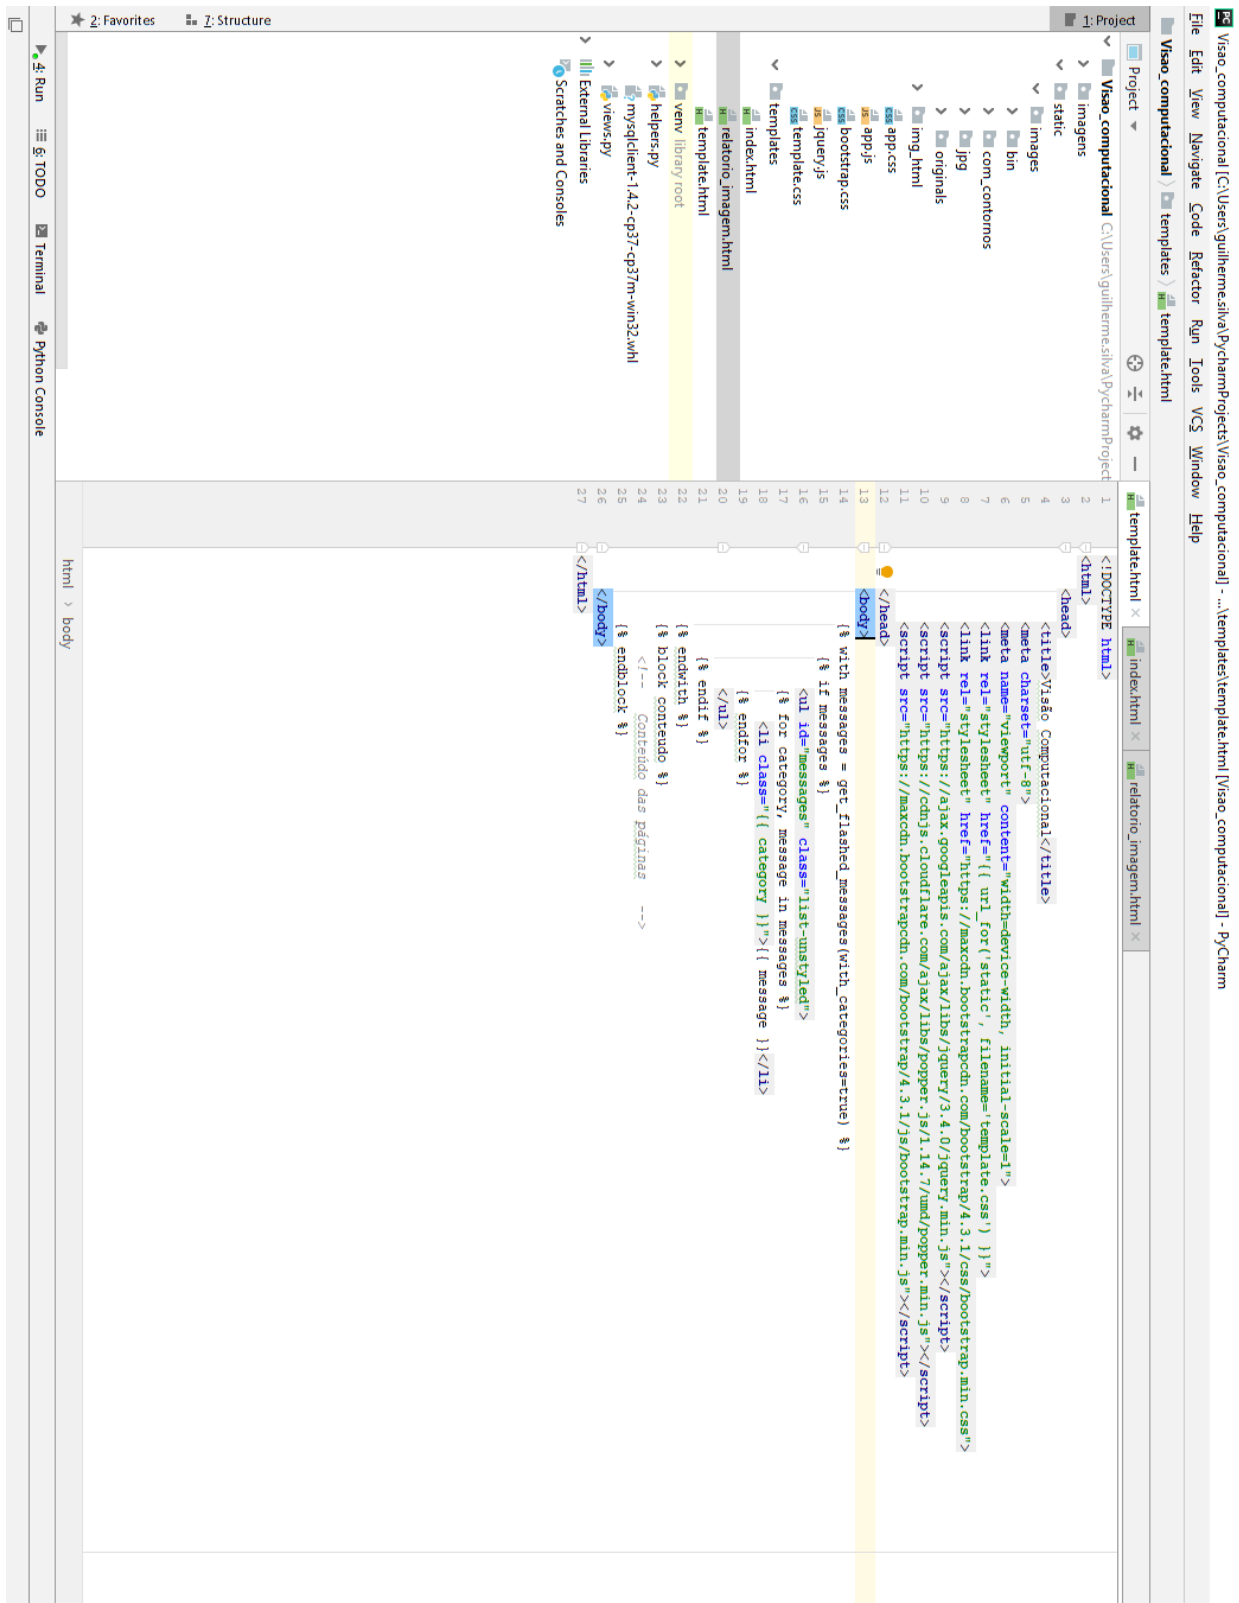 Visao_computacional [C:\Users\guilherme.silva\PycharmProjects\Visao_computacional] - ...\templates\template.html [Visao_computacional] - PyCharm
File Edit View Navigate Code Refactor Run Tools VCS Window Help
Visao_computacional templates template.html
1: Project
7: Structure
2: Favorites
Project
Visao_computacional C:\Users\guilherme.silva\PycharmProject
imagens
static
images
bin
com_contornos
jpg
originals
img_html
app.css
app.js
bootstrap.css
jquery.js
template.css
templates
index.html
relatorio_imagem.html
template.html
venv library root
helpers.py
mysqlclient-1.4.2-cp37-cp37m-win32.whl
views.py
External Libraries
Scratches and Consoles
template.html × index.html × relatorio_imagem.html ×
1 <!DOCTYPE html>
2 <html>
3 <head>
4 <title>Visão Computacional</title>
5 <meta charset="utf-8">
6 <meta name="viewport" content="width=device-width, initial-scale=1">
7 <link rel="stylesheet" href="{{ url_for('static', filename='template.css') }}">
8 <link rel="stylesheet" href="https://maxcdn.bootstrapcdn.com/bootstrap/4.3.1/css/bootstrap.min.css">
9 <script src="https://ajax.googleapis.com/ajax/libs/jquery/3.4.0/jquery.min.js"></script>
10 <script src="https://cdnjs.cloudflare.com/ajax/libs/popper.js/1.14.7/umd/popper.min.js"></script>
11 <script src="https://maxcdn.bootstrapcdn.com/bootstrap/4.3.1/js/bootstrap.min.js"></script>
12 </head>
13 <body>
14 {% with messages = get_flashed_messages(with_categories=true) %}
15 {% if messages %}
16 <ul id="messages" class="list-unstyled">
17 {% for category, message in messages %}
18 <li class="{{ category }}">{{ message }}</li>
19 {% endfor %}
20 </ul>
21 {% endif %}
22 {% endwith %}
23 {% block conteudo %}
24 <!-- Conteúdo das páginas -->
25 {% endblock %}
26 </body>
27 </html>
html > body
4: Run 6: TODO Terminal Python Console